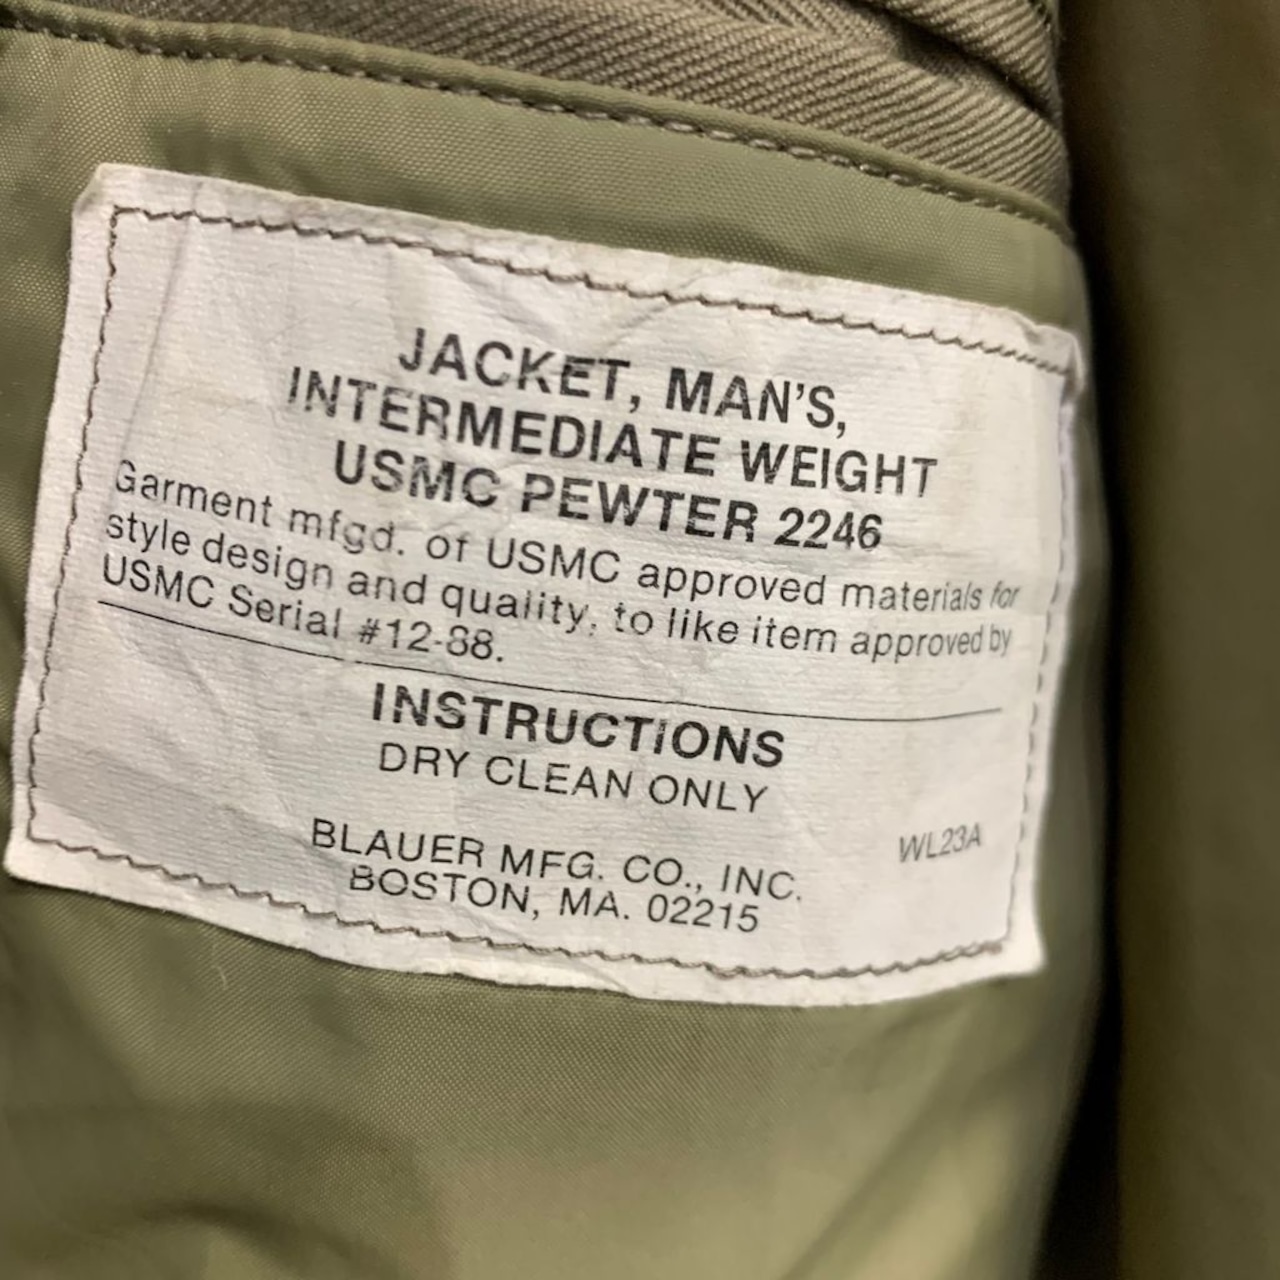 JACKET, MAN'S,
INTERMEDIATE WEIGHT
USMC PEWTER 2246
Garment mfgd. of USMC approved materials for
style design and quality, to like item approved by
USMC Serial #12-88.
INSTRUCTIONS
DRY CLEAN ONLY
WL23A
BLAUER MFG. CO., INC.
BOSTON, MA. 02215